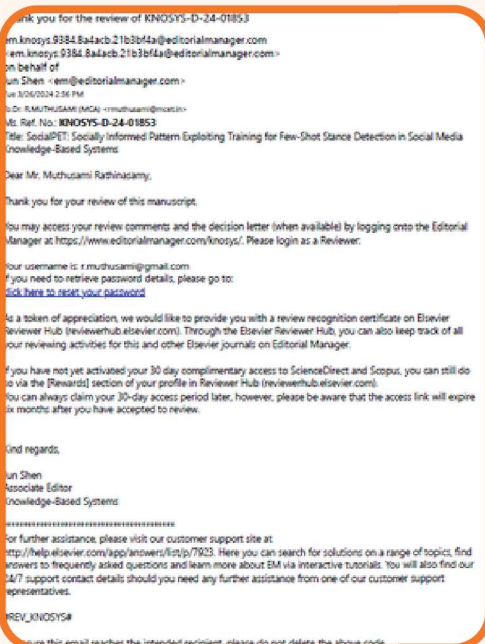 ank you for the review of KNOSYS-D-24-01853
em.knosys.9384.8a4acb.21b3bf4a@editorialmanager.com
<em.knosys.9384.8a4acb.21b3bf4a@editorialmanager.com>
on behalf of
Jun Shen <em@editorialmanager.com>
Tue 3/26/2024 2:56 PM
To: Dr. R.MUTHUSAMI (MCA) <rmuthusami@mcet.in>
Ms. Ref. No.: KNOSYS-D-24-01853
Title: SocialPET: Socially Informed Pattern Exploiting Training for Few-Shot Stance Detection in Social Media
Knowledge-Based Systems
Dear Mr. Muthusami Rathinasamy,
Thank you for your review of this manuscript.
You may access your review comments and the decision letter (when available) by logging onto the Editorial
Manager at https://www.editorialmanager.com/knosys/. Please login as a Reviewer:
Your username is: r.muthusami@gmail.com
If you need to retrieve password details, please go to:
click here to reset your password
As a token of appreciation, we would like to provide you with a review recognition certificate on Elsevier
Reviewer Hub (reviewerhub.elsevier.com). Through the Elsevier Reviewer Hub, you can also keep track of all
your reviewing activities for this and other Elsevier journals on Editorial Manager.
If you have not yet activated your 30 day complimentary access to ScienceDirect and Scopus, you can still do
so via the [Rewards] section of your profile in Reviewer Hub (reviewerhub.elsevier.com).
You can always claim your 30-day access period later, however, please be aware that the access link will expire
six months after you have accepted to review.
Kind regards,
Jun Shen
Associate Editor
Knowledge-Based Systems
******************************************
For further assistance, please visit our customer support site at
http://help.elsevier.com/app/answers/list/p/7923. Here you can search for solutions on a range of topics, find
answers to frequently asked questions and learn more about EM via interactive tutorials. You will also find our
24/7 support contact details should you need any further assistance from one of our customer support
representatives.
#REV_KNOSYS#
ure this email reaches the intended recipient, please do not delete the above code